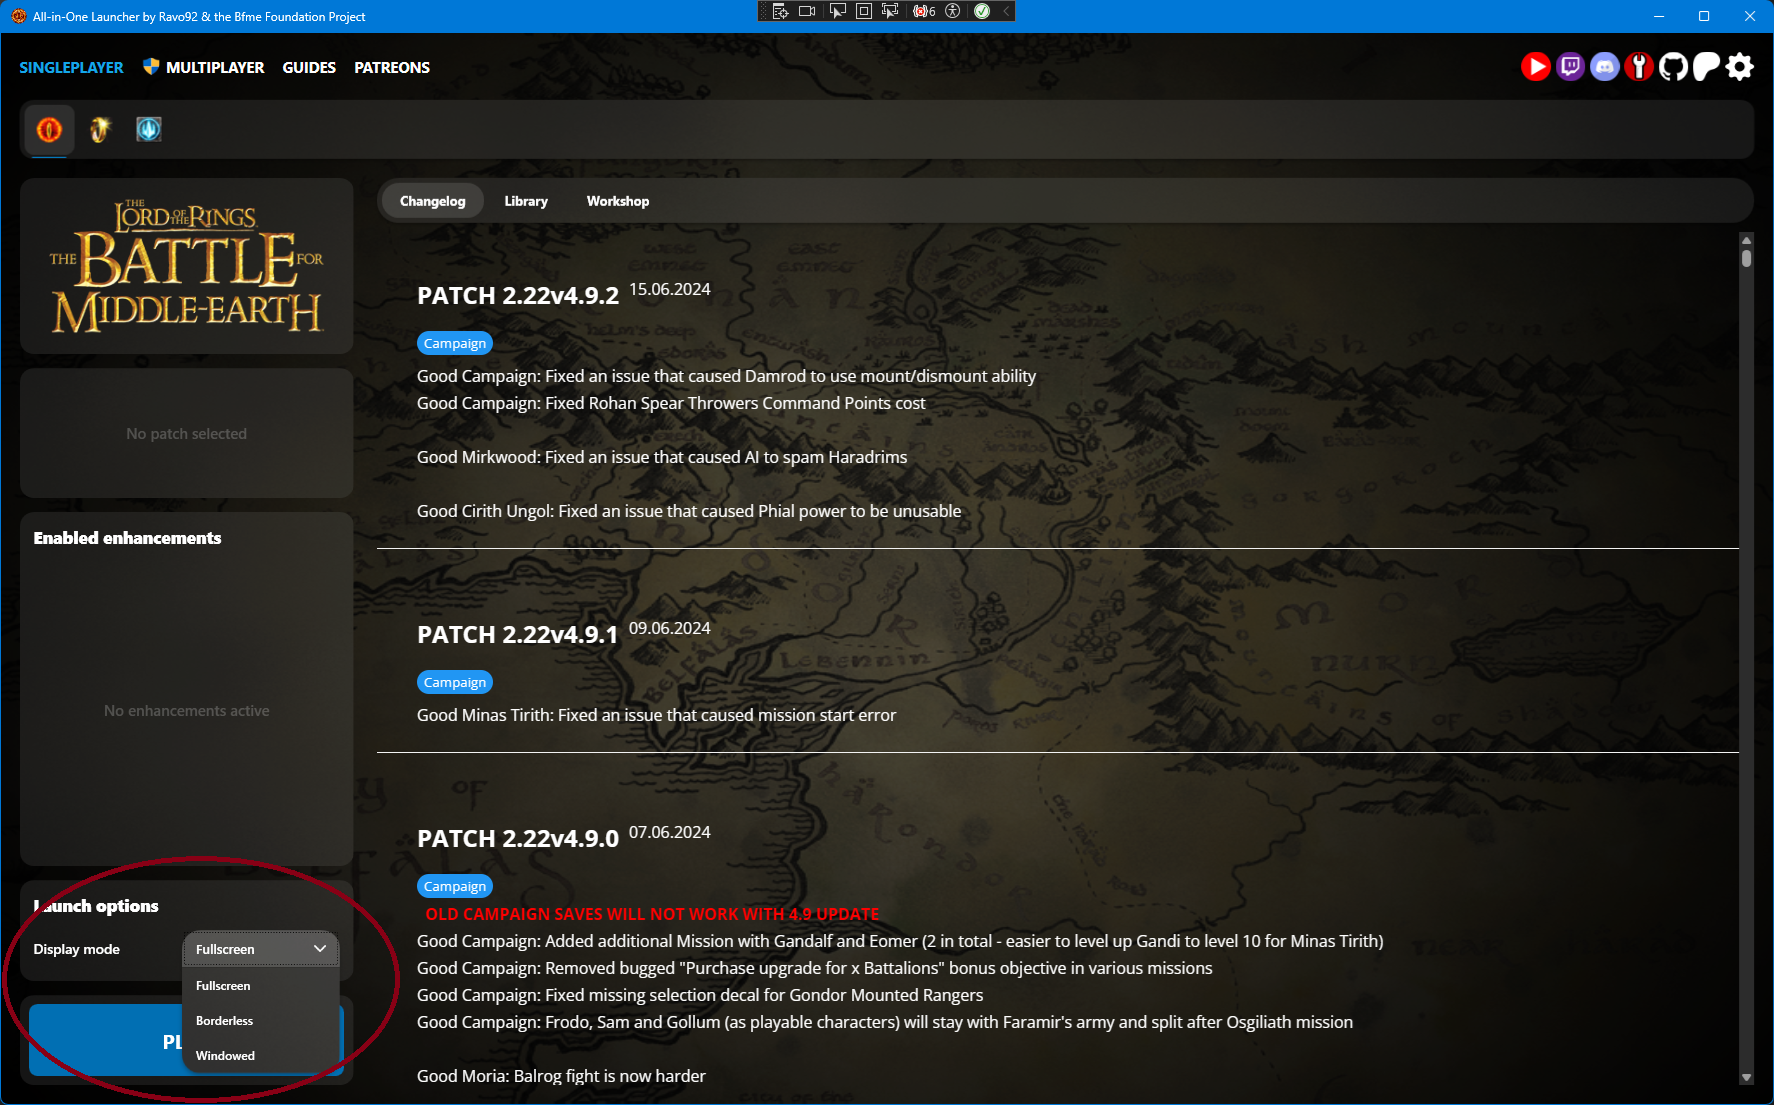 All-in-One Launcher by Ravo92 & the Bfme Foundation Project
6
SINGLEPLAYER
MULTIPLAYER
GUIDES
PATREONS
THE
LORD OF THE RINGS
THE BATTLE FOR
MIDDLE-EARTH
No patch selected
Enabled enhancements
No enhancements active
Launch options
Display mode
Fullscreen
Fullscreen
Borderless
Windowed
PL
Changelog
Library
Workshop
PATCH 2.22v4.9.2 15.06.2024
Campaign
Good Campaign: Fixed an issue that caused Damrod to use mount/dismount ability
Good Campaign: Fixed Rohan Spear Throwers Command Points cost
Good Mirkwood: Fixed an issue that caused AI to spam Haradrims
Good Cirith Ungol: Fixed an issue that caused Phial power to be unusable
PATCH 2.22v4.9.1 09.06.2024
Campaign
Good Minas Tirith: Fixed an issue that caused mission start error
PATCH 2.22v4.9.0 07.06.2024
Campaign
OLD CAMPAIGN SAVES WILL NOT WORK WITH 4.9 UPDATE
Good Campaign: Added additional Mission with Gandalf and Eomer (2 in total - easier to level up Gandi to level 10 for Minas Tirith)
Good Campaign: Removed bugged "Purchase upgrade for x Battalions" bonus objective in various missions
Good Campaign: Fixed missing selection decal for Gondor Mounted Rangers
Good Campaign: Frodo, Sam and Gollum (as playable characters) will stay with Faramir's army and split after Osgiliath mission
Good Moria: Balrog fight is now harder
WEST
EMNET
EAST
EMNET
helm's deep
LEBENNIN
NURN
OF